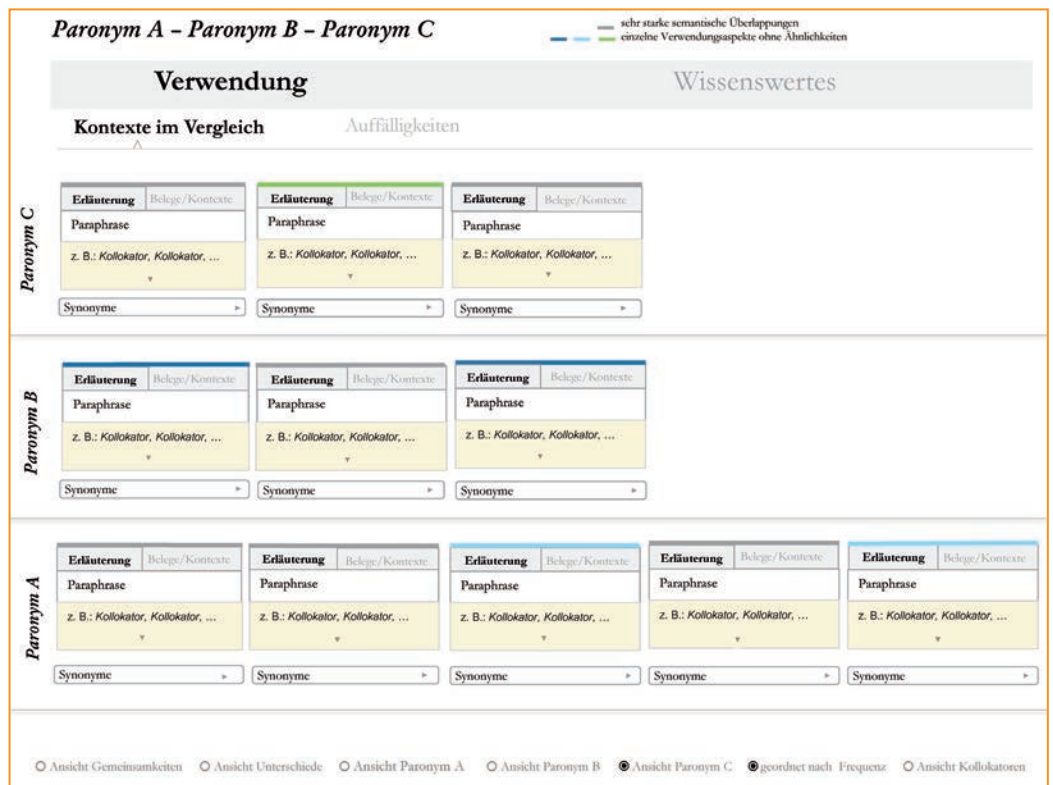 Paronym A – Paronym B – Paronym C
sehr starke semantische Überlappungen
einzelne Verwendungsaspekte ohne Ähnlichkeiten
Verwendung Wissenswertes
Kontexte im Vergleich Auffälligkeiten
Paronym C
Erläuterung Belege/Kontexte Erläuterung Belege/Kontexte Erläuterung Belege/Kontexte
Paraphrase Paraphrase Paraphrase
z. B.: Kollokator, Kollokator, ... z. B.: Kollokator, Kollokator, ... z. B.: Kollokator, Kollokator, ...
Synonyme Synonyme Synonyme
Paronym B
Erläuterung Belege/Kontexte Erläuterung Belege/Kontexte Erläuterung Belege/Kontexte
Paraphrase Paraphrase Paraphrase
z. B.: Kollokator, Kollokator, ... z. B.: Kollokator, Kollokator, ... z. B.: Kollokator, Kollokator, ...
Synonyme Synonyme Synonyme
Paronym A
Erläuterung Belege/Kontexte Erläuterung Belege/Kontexte Erläuterung Belege/Kontexte Erläuterung Belege/Kontexte Erläuterung Belege/Kontexte
Paraphrase Paraphrase Paraphrase Paraphrase Paraphrase
z. B.: Kollokator, Kollokator, ... z. B.: Kollokator, Kollokator, ... z. B.: Kollokator, Kollokator, ... z. B.: Kollokator, Kollokator, ... z. B.: Kollokator, Kollokator, ...
Synonyme Synonyme Synonyme Synonyme Synonyme
Ansicht Gemeinsamkeiten Ansicht Unterschiede Ansicht Paronym A Ansicht Paronym B Ansicht Paronym C geordnet nach Frequenz Ansicht Kollokatoren